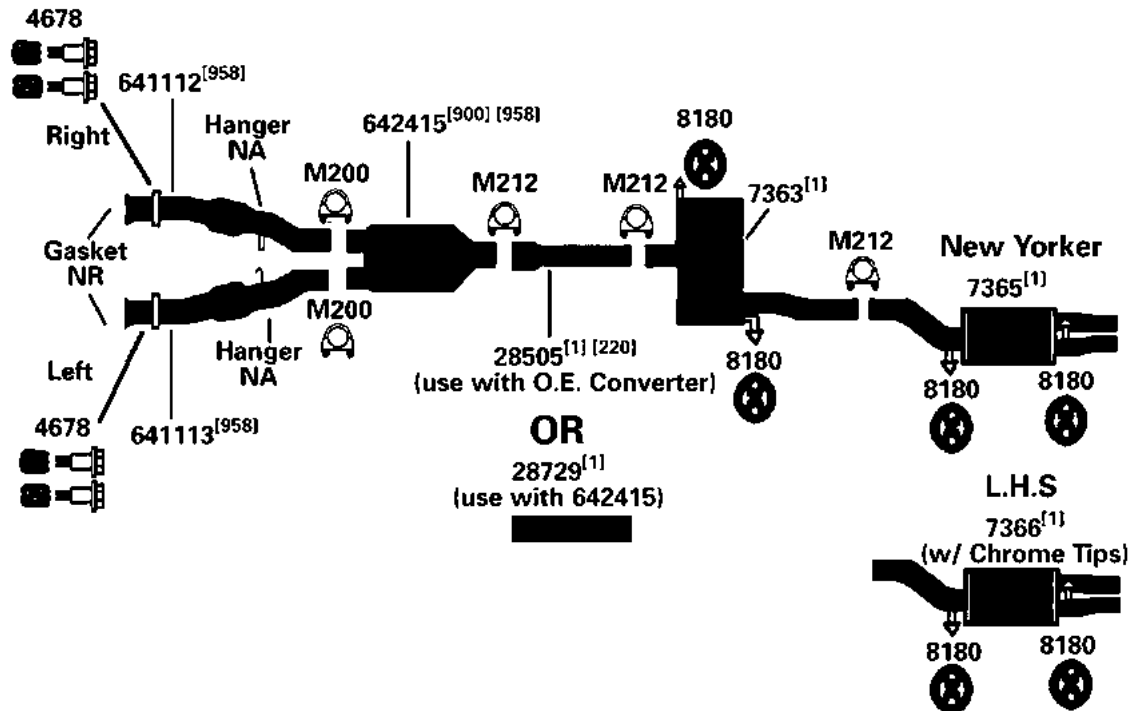 4678
641112[958]
Right
Hanger
NA
642415[900] [958]
8180
M200
M212
M212
7363[1]
M212
New Yorker
7365[1]
Gasket
NR
M200
Left
Hanger
NA
28505[1] [220]
(use with O.E. Converter)
8180
8180
8180
4678
641113[958]
OR
28729[1]
(use with 642415)
L.H.S
7366[1]
(w/ Chrome Tips)
8180
8180